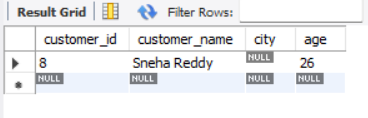 Result Grid Filter Rows:
customer_id customer_name city age
8 Sneha Reddy NULL 26
NULL NULL NULL NULL